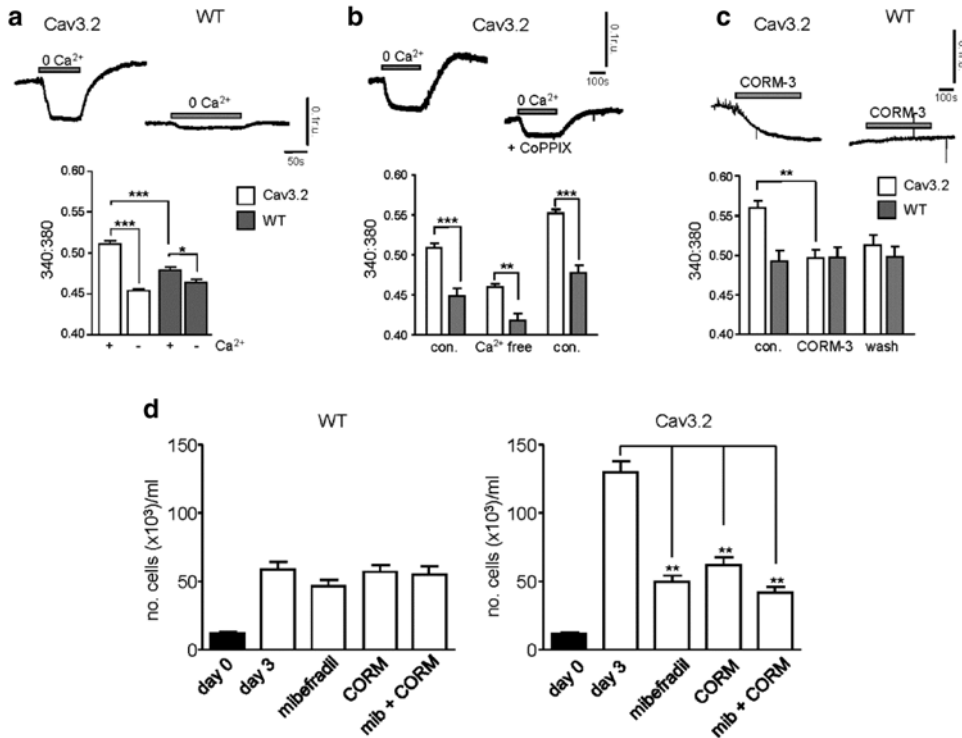 a
Cav3.2
WT
0 Ca²⁺
0 Ca²⁺
0.1r.u.
50s
340:380
0.60
0.55
0.50
0.45
0.40
***
***
*
Cav3.2
WT
+ - + - Ca²⁺
b
Cav3.2
0.1r.u.
100s
0 Ca²⁺
0 Ca²⁺
+ CoPPIX
340:380
0.60
0.55
0.50
0.45
0.40
***
**
***
con. Ca²⁺ free con.
c
Cav3.2
WT
100s
CORM-3
CORM-3
340:380
0.60
0.55
0.50
0.45
0.40
**
Cav3.2
WT
con. CORM-3 wash
d
WT
no. cells (x10³)/ml
150
100
50
0
day 0
day 3
mibefradil
CORM
mib + CORM
Cav3.2
no. cells (x10³)/ml
150
100
50
0
**
**
**
day 0
day 3
mibefradil
CORM
mib + CORM